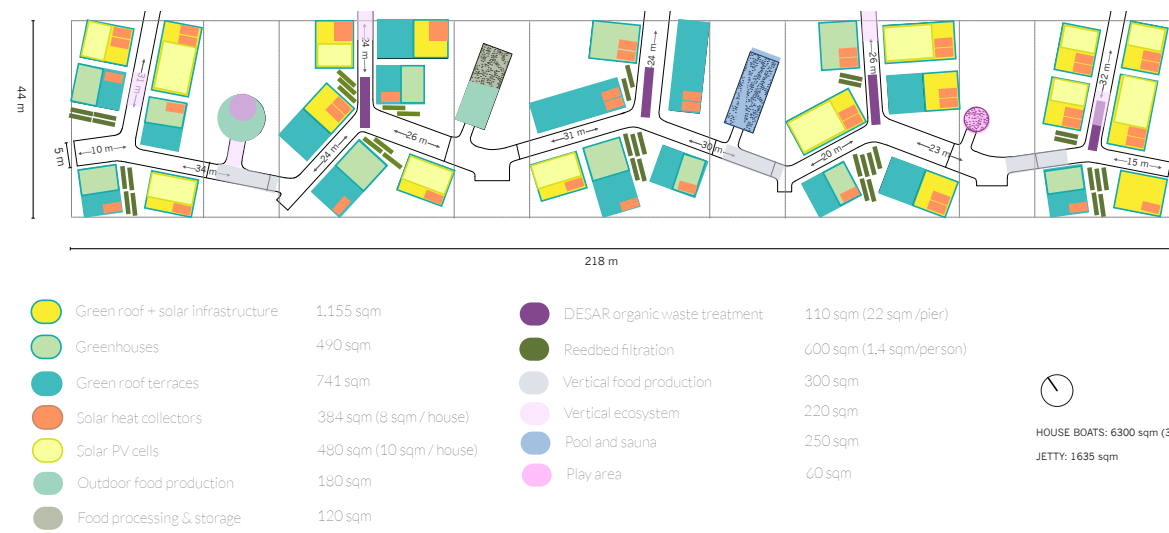 44 m
5 m
10 m
31 m
34 m
24 m
24 m
26 m
31 m
24 m
30 m
20 m
26 m
23 m
32 m
15 m
218 m
Green roof + solar infrastructure 1.155 sqm
Greenhouses 490 sqm
Green roof terraces 741 sqm
Solar heat collectors 384 sqm (8 sqm / house)
Solar PV cells 480 sqm (10 sqm / house)
Outdoor food production 180 sqm
Food processing & storage 120 sqm
DESAR organic waste treatment 110 sqm (22 sqm /pier)
Reedbed filtration 600 sqm (1.4 sqm/person)
Vertical food production 300 sqm
Vertical ecosystem 220 sqm
Pool and sauna 250 sqm
Play area 60 sqm
HOUSE BOATS: 6300 sqm (3
JETTY: 1635 sqm